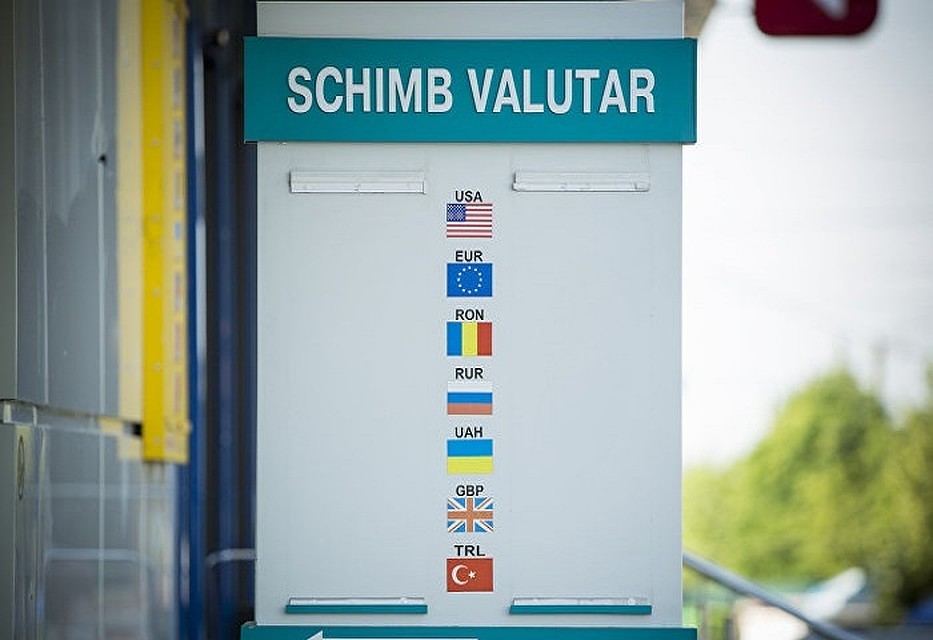 SCHIMB VALUTAR
USA
EUR
RON
RUR
UAH
GBP
TRL